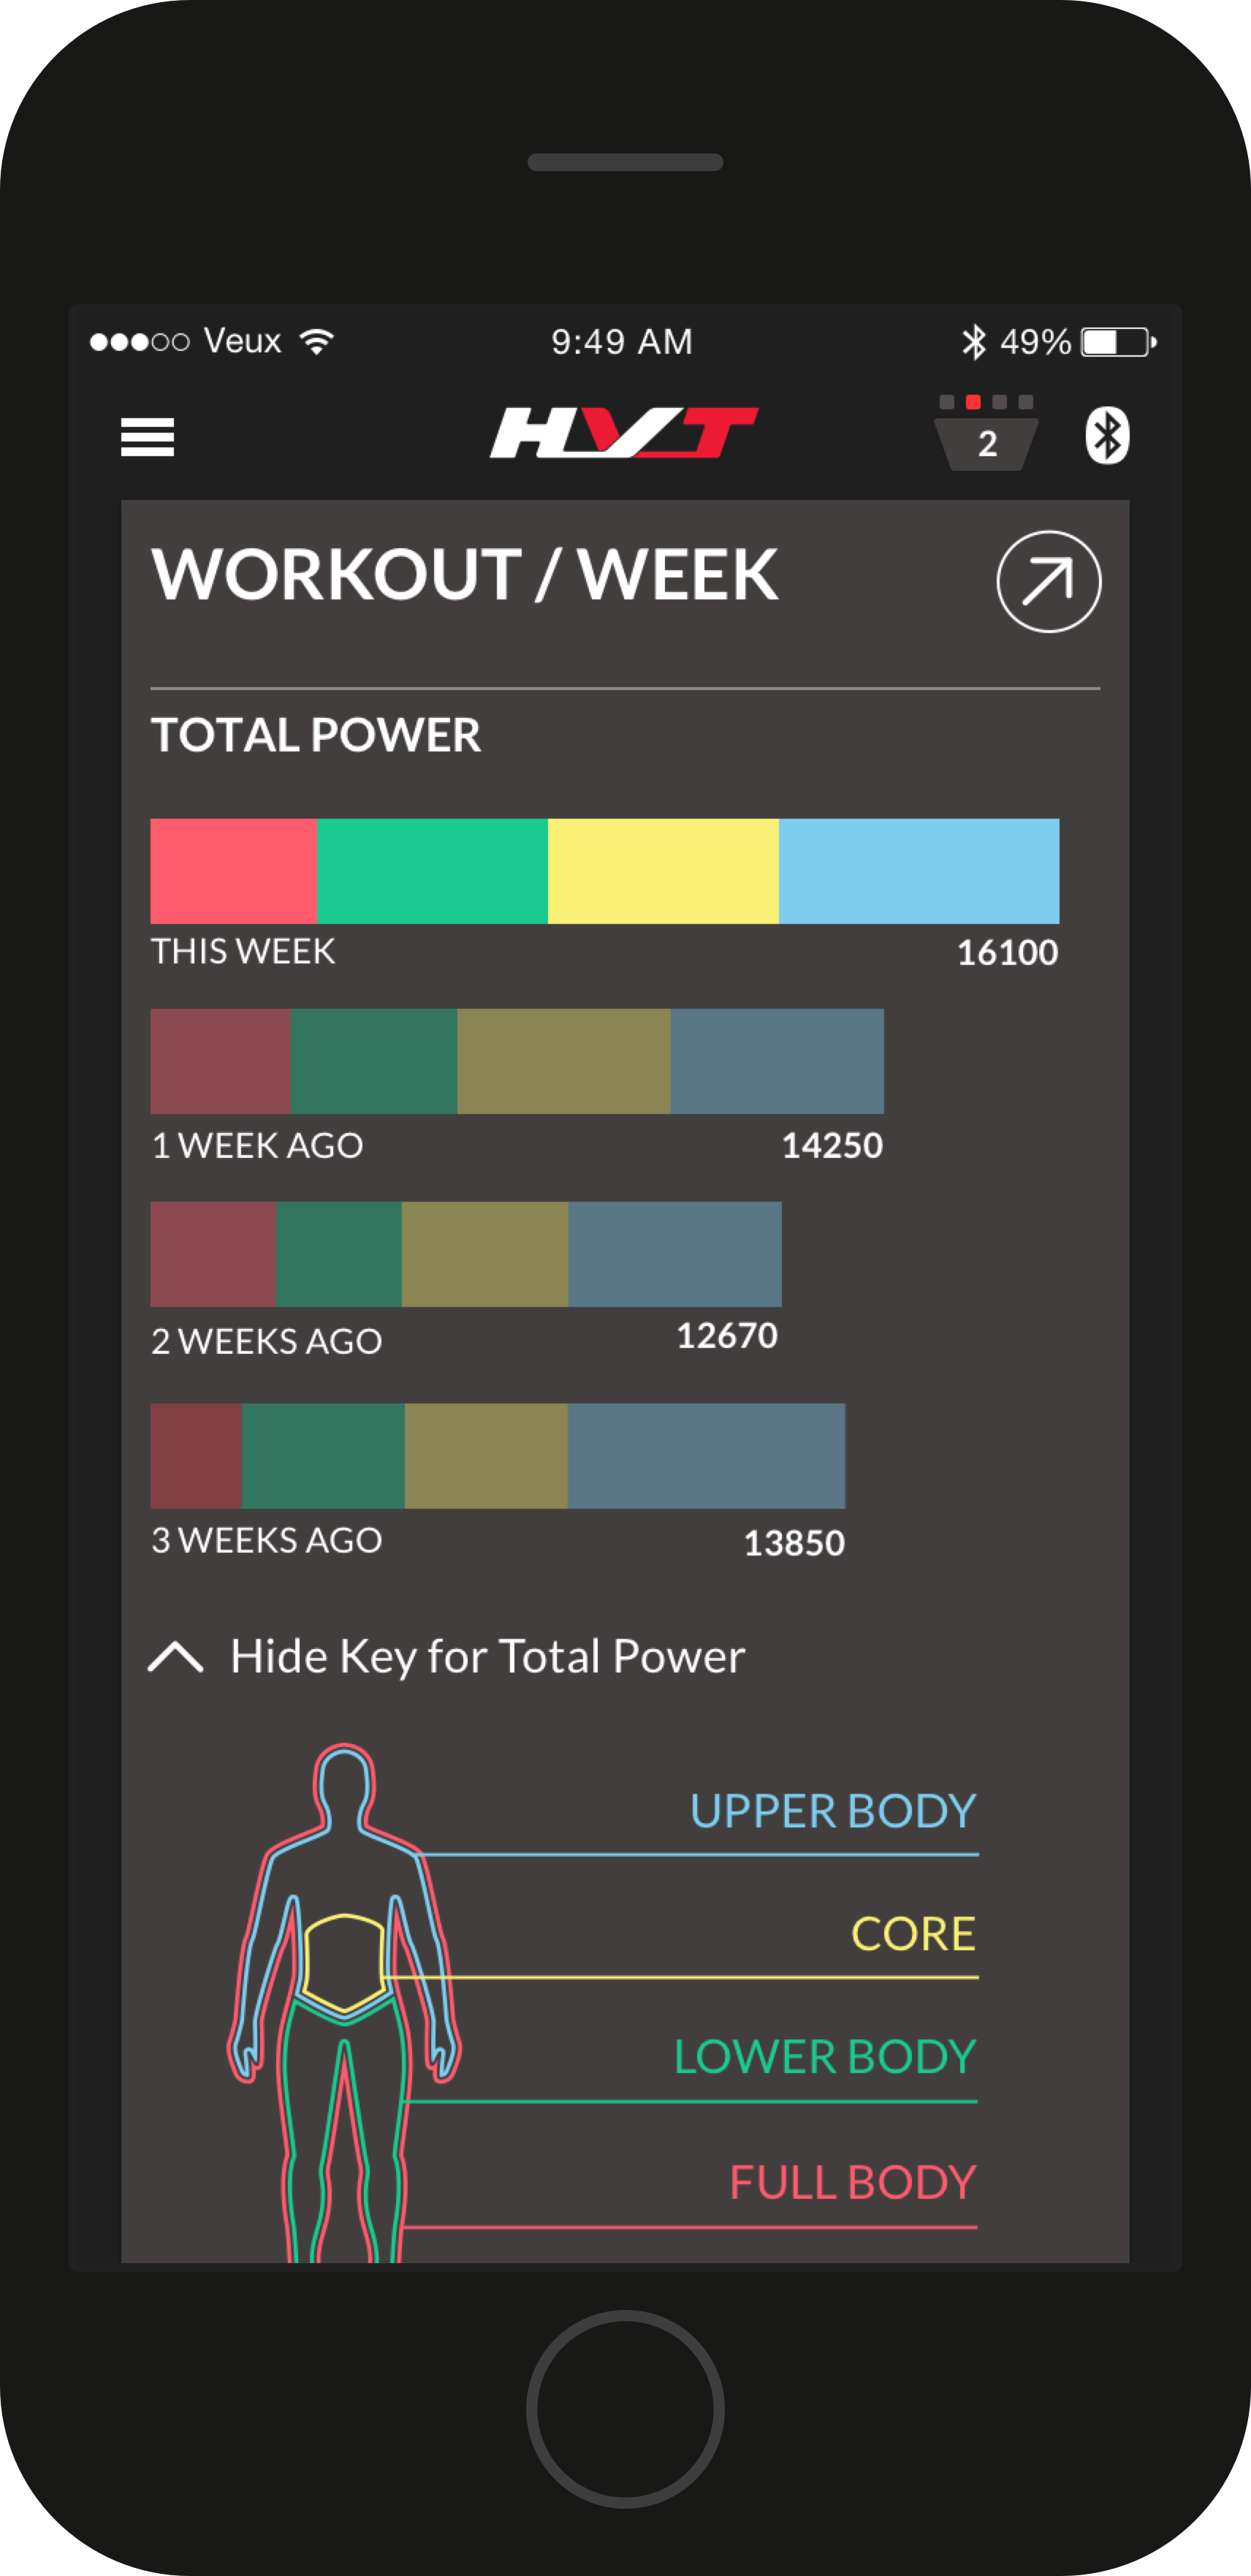 ●●●○○ Veux 9:49 AM 49%
HVT 2
WORKOUT / WEEK
TOTAL POWER
THIS WEEK 16100
1 WEEK AGO 14250
2 WEEKS AGO 12670
3 WEEKS AGO 13850
Hide Key for Total Power
UPPER BODY
CORE
LOWER BODY
FULL BODY